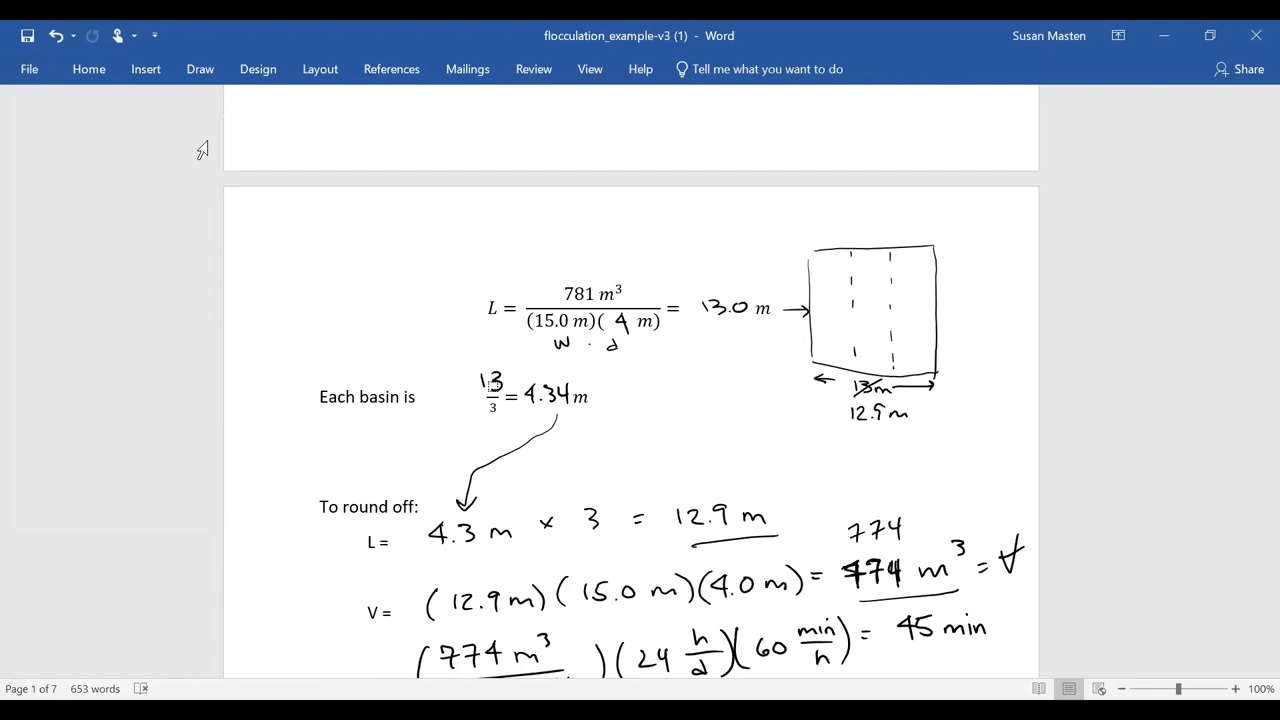 flocculation_example-v3 (1) - Word
Susan Masten
File Home Insert Draw Design Layout References Mailings Review View Help Tell me what you want to do Share
L = 781 m³ / (15.0 m)( 4 m) = 13.0 m
w . d
13m
12.9 m
Each basin is 13/3 = 4.34 m
To round off:
L = 4.3 m x 3 = 12.9 m
774
V = (12.9 m)(15.0 m)(4.0 m) = 774 m³ = V
(774 m³ )(24 h/d)(60 min/h) = 45 min
Page 1 of 7 653 words 100%